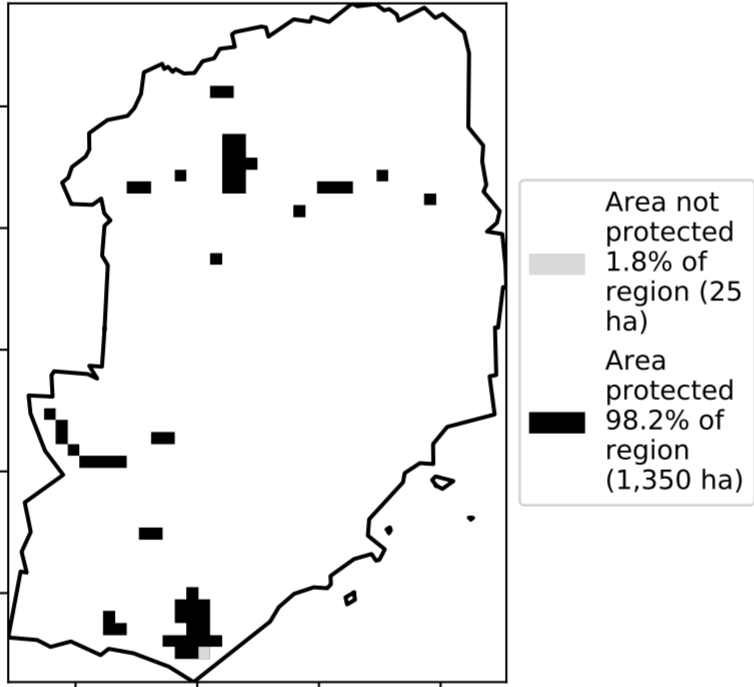 Area not
protected
1.8% of
region (25
ha)
Area
protected
98.2% of
region
(1,350 ha)